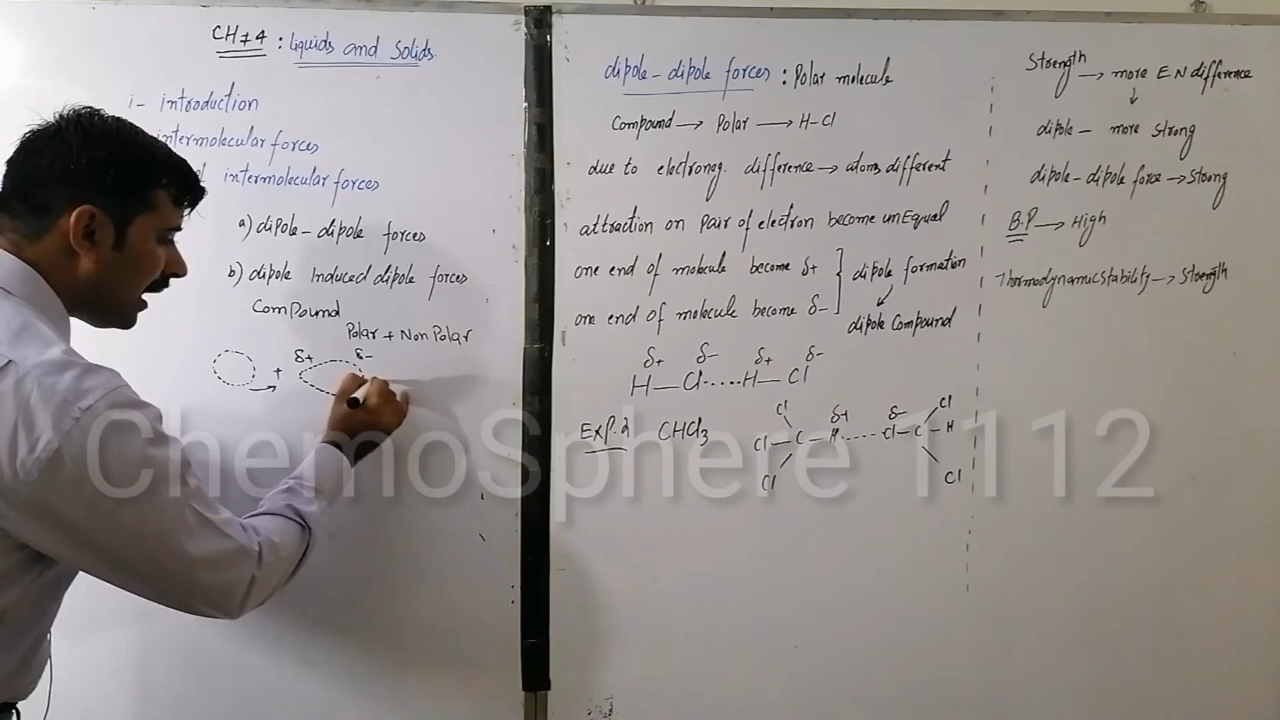 CH#4 : Liquids and Solids.
i- introduction
intermolecular forces
intermolecular forces
a) dipole-dipole forces
b) dipole Induced dipole forces
Compound
Polar + Non Polar
δ+ δ-
+
dipole-dipole forces : Polar molecule
Compound → Polar → H-Cl
due to electroneg. difference → atoms different
attraction on Pair of electron become unEqual
one end of molecule become δ+
one end of molecule become δ-
dipole formation
dipole Compound
δ+ δ- δ+ δ-
H—Cl.....H—Cl
Exp.2 CHCl3
Cl δ+ δ- Cl
Cl—C—H.....Cl—C—H
Cl Cl
Strength → more E N difference
↓
dipole - more strong
dipole-dipole force → Strong
B.P → High
Thermodynamic stability → Strength
ChemoSphere 1112